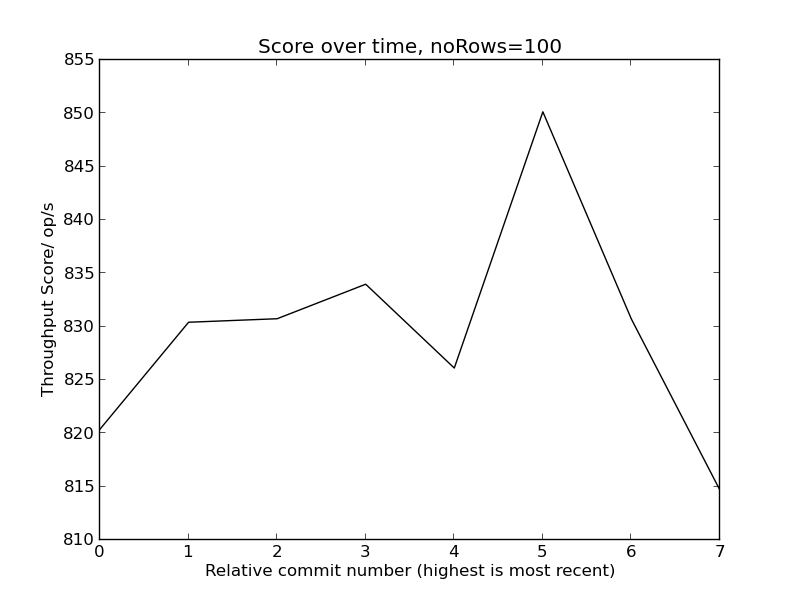 Score over time, noRows=100
Throughput Score/ op/s
855
850
845
840
835
830
825
820
815
810
0 1 2 3 4 5 6 7
Relative commit number (highest is most recent)